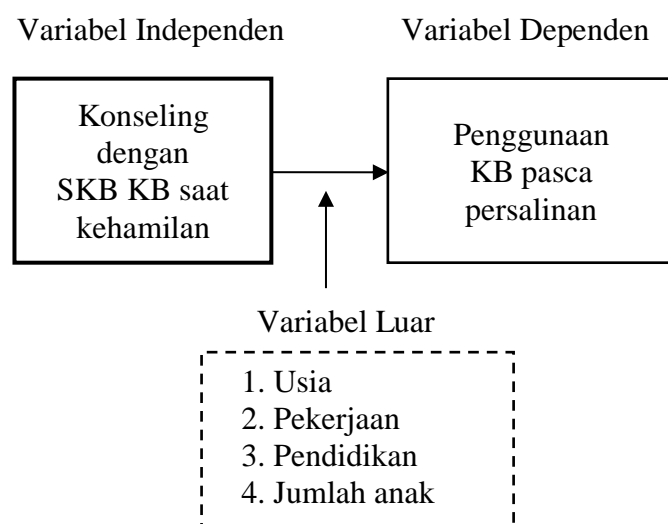 Variabel Independen
Variabel Dependen
Konseling
dengan
SKB KB saat
kehamilan
Penggunaan
KB pasca
persalinan
Variabel Luar
1. Usia
2. Pekerjaan
3. Pendidikan
4. Jumlah anak